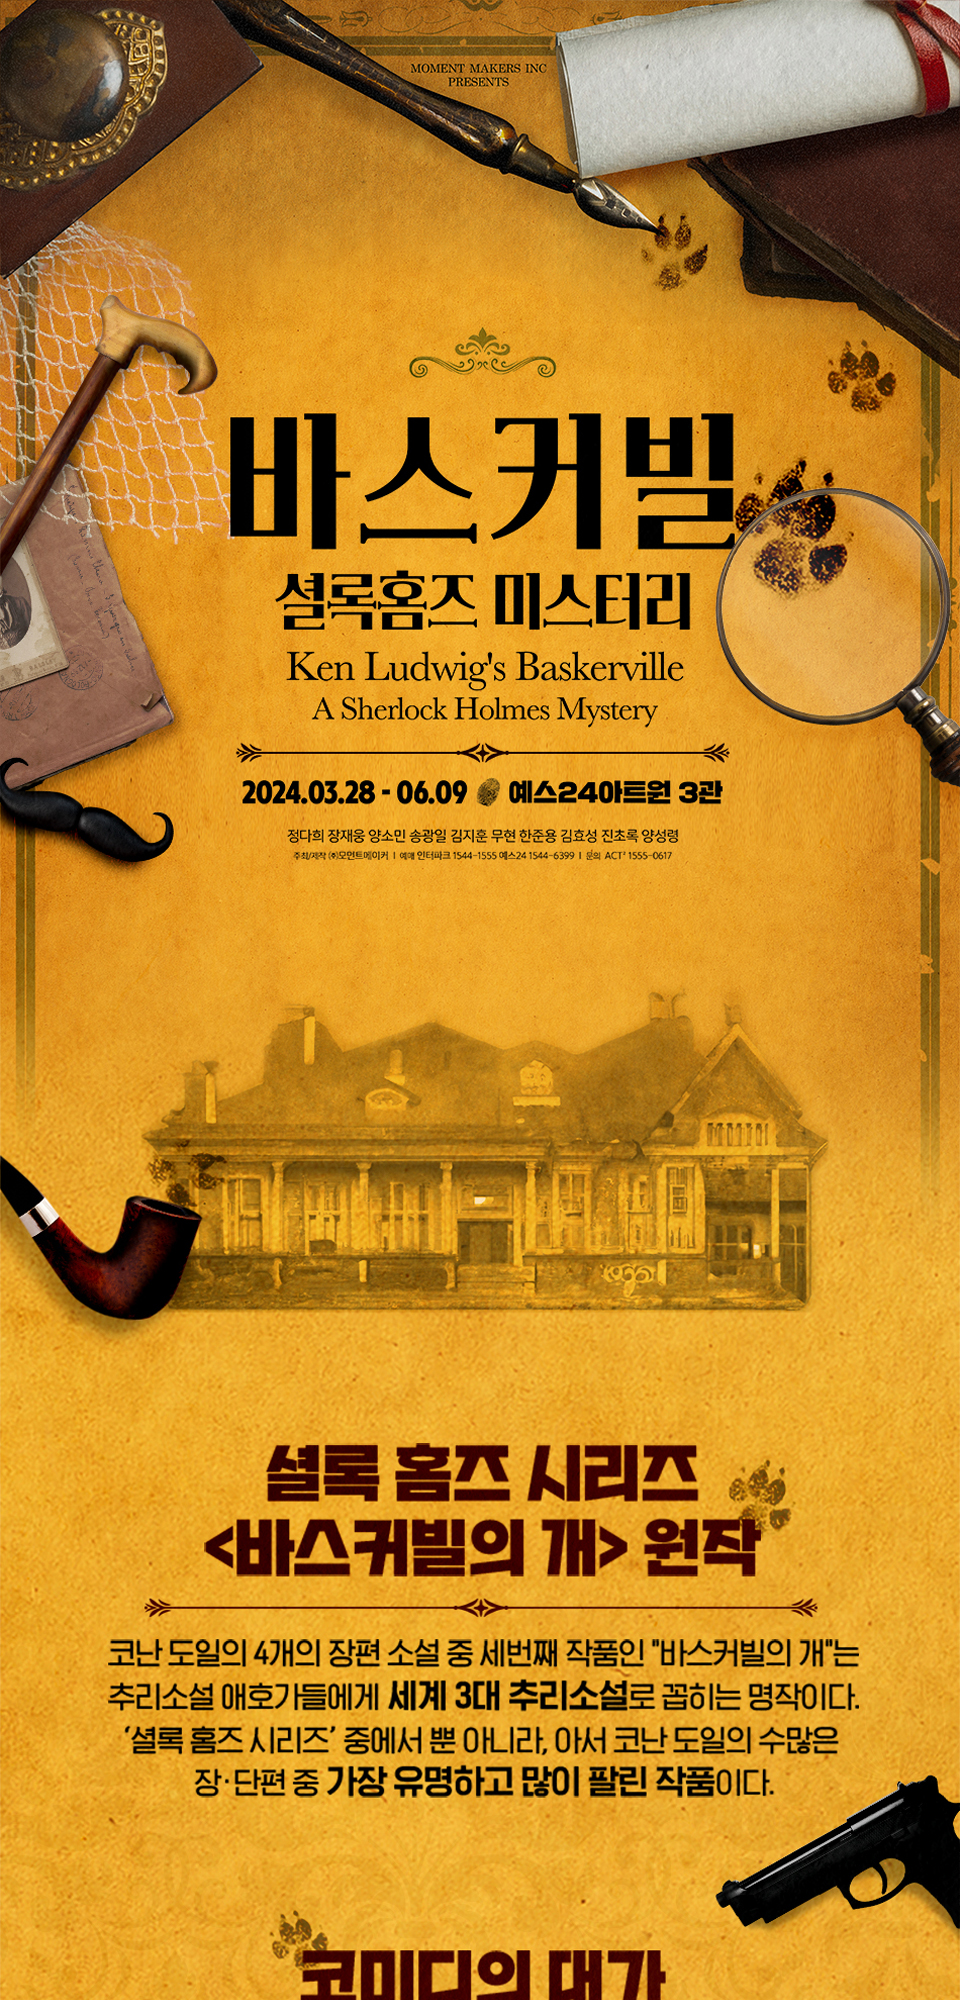 MOMENT MAKERS INC
PRESENTS
바스커빌
셜록홈즈 미스터리
Ken Ludwig's Baskerville
A Sherlock Holmes Mystery
2024.03.28 - 06.09 예스24아트원 3관
정다희 장재웅 양소민 송광일 김지훈 무현 한준용 김효성 진초록 양성령
주최/제작 ㈜모먼트메이커 | 예매 인터파크 1544-1555 예스24 1544-6399 | 문의 ACT² 1555-0617
셜록 홈즈 시리즈
<바스커빌의 개> 원작
코난 도일의 4개의 장편 소설 중 세번째 작품인 "바스커빌의 개"는
추리소설 애호가들에게 세계 3대 추리소설로 꼽히는 명작이다.
‘셜록 홈즈 시리즈’ 중에서 뿐 아니라, 아서 코난 도일의 수많은
장·단편 중 가장 유명하고 많이 팔린 작품이다.
코미디의 대가